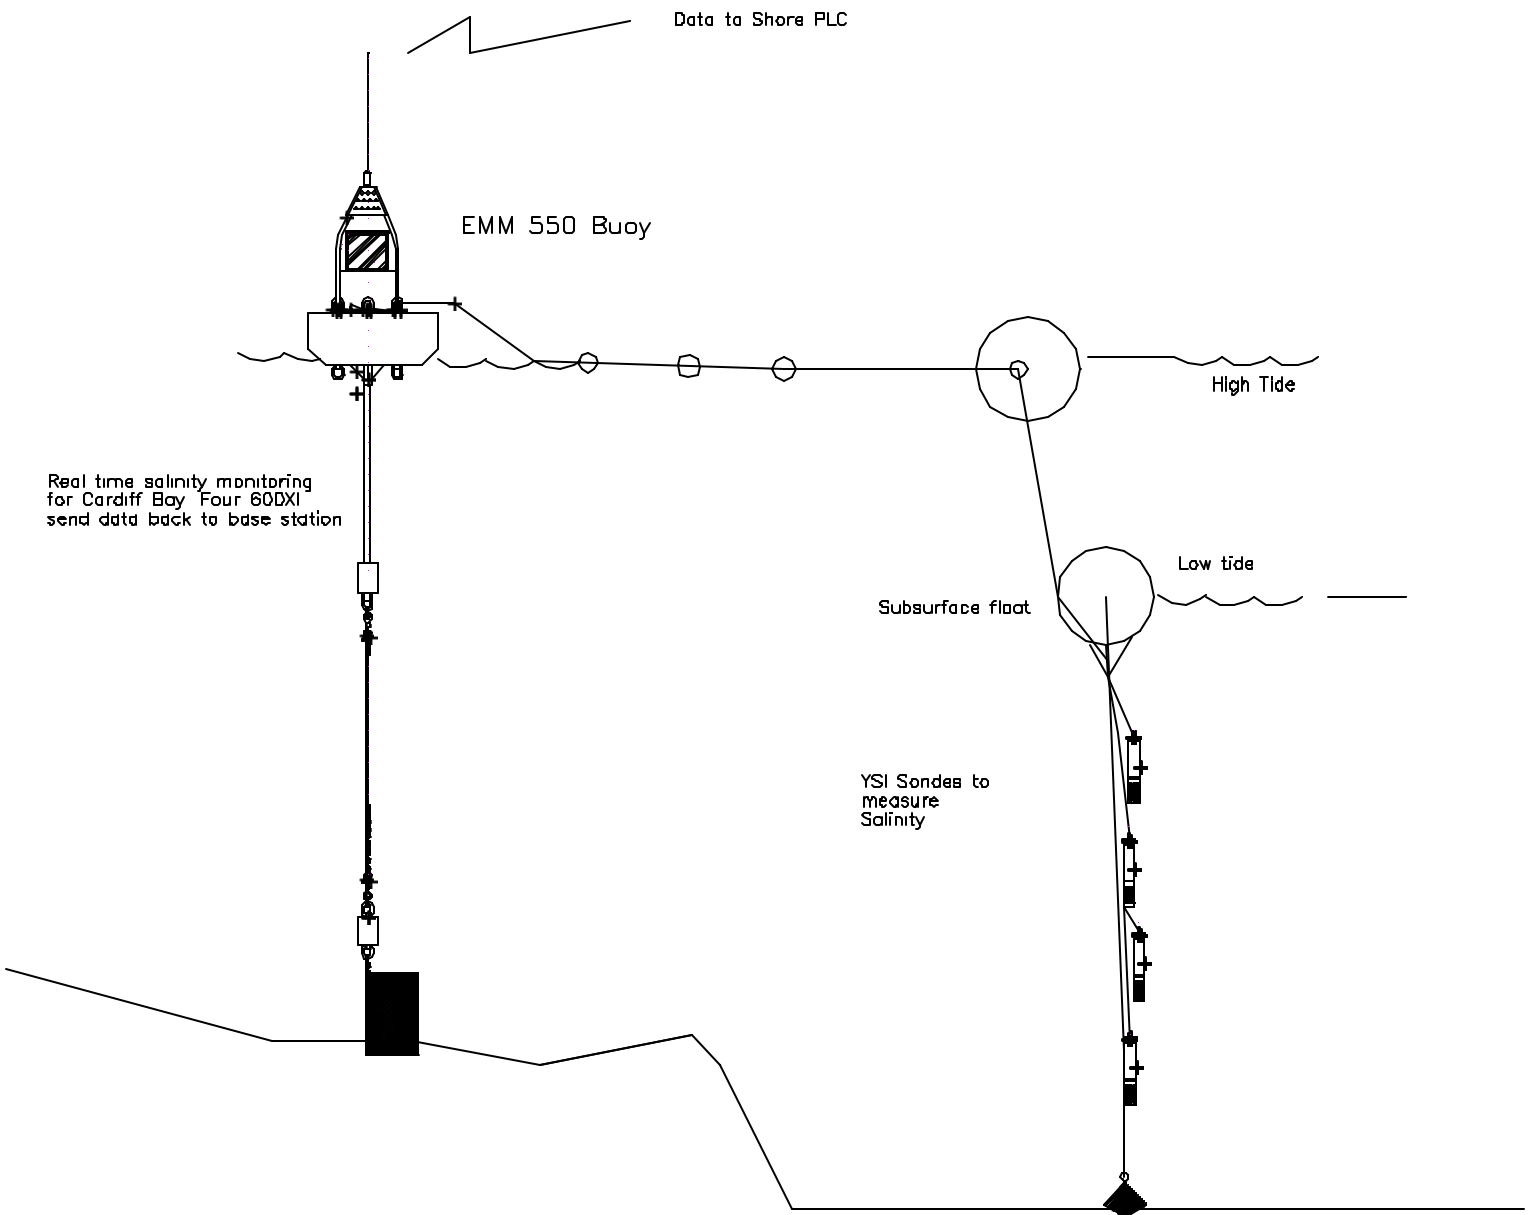 Data to Shore PLC
EMM 550 Buoy
High Tide
Real time salinity monitoring
for Cardiff Bay Four 600XI
send data back to base station
Low tide
Subsurface float
YSI Sondes to
measure
Salinity